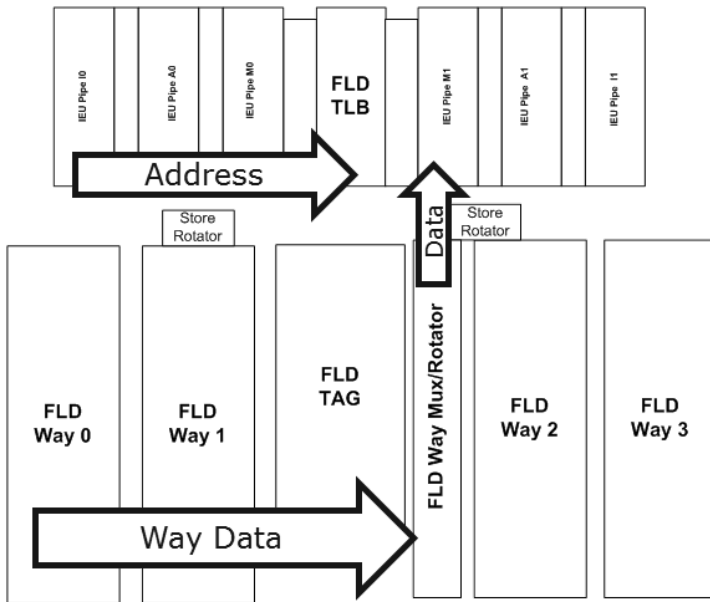 IEU Pipe I0
IEU Pipe A0
IEU Pipe M0
FLD
TLB
IEU Pipe M1
IEU Pipe A1
IEU Pipe I1
Address
Data
Store
Rotator
Store
Rotator
FLD
Way 0
FLD
Way 1
FLD
TAG
FLD Way Mux/Rotator
FLD
Way 2
FLD
Way 3
Way Data